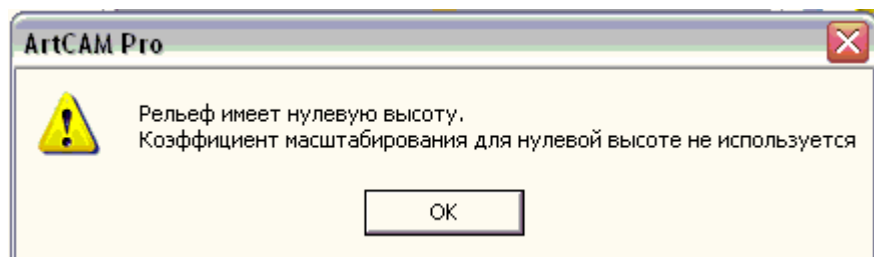 ArtCAM Pro
Рельеф имеет нулевую высоту.
Коэффициент масштабирования для нулевой высоте не используется
OK